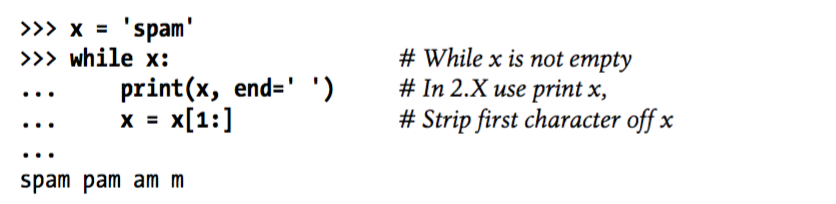 >>> x = 'spam'
>>> while x: # While x is not empty
... print(x, end=' ') # In 2.X use print x,
... x = x[1:] # Strip first character off x
...
spam pam am m